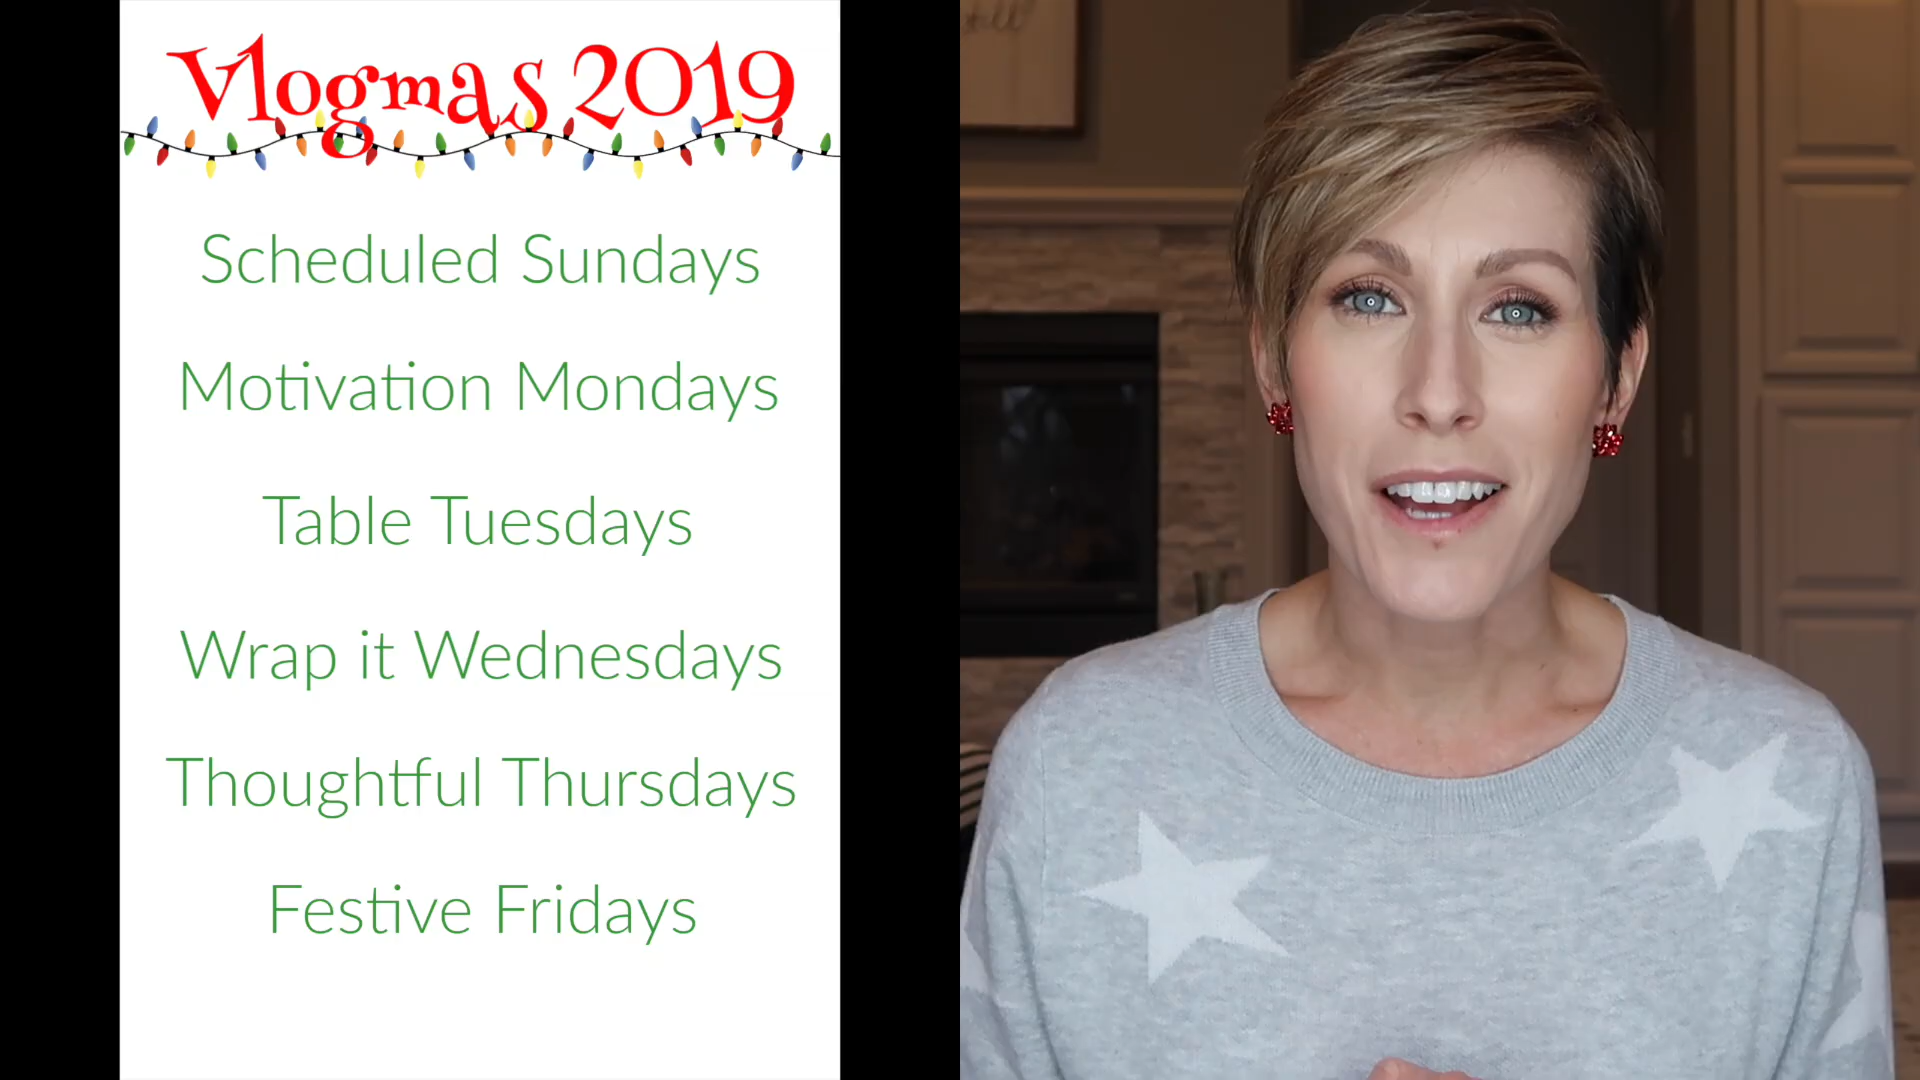 Vlogmas 2019
Scheduled Sundays
Motivation Mondays
Table Tuesdays
Wrap it Wednesdays
Thoughtful Thursdays
Festive Fridays